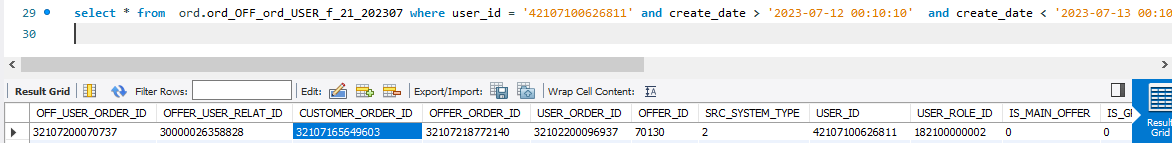 29 select * from ord.ord_OFF_ord_USER_f_21_202307 where user_id = '42107100626811' and create_date > '2023-07-12 00:10:10' and create_date < '2023-07-13 00:10
30
Result Grid Filter Rows: Edit: Export/Import: Wrap Cell Content:
OFF_USER_ORDER_ID OFFER_USER_RELAT_ID CUSTOMER_ORDER_ID OFFER_ORDER_ID USER_ORDER_ID OFFER_ID SRC_SYSTEM_TYPE USER_ID USER_ROLE_ID IS_MAIN_OFFER IS_G
32107200070737 30000026358828 32107165649603 32107218772140 32102200096937 70130 2 42107100626811 182100000002 0 0
Result
Grid